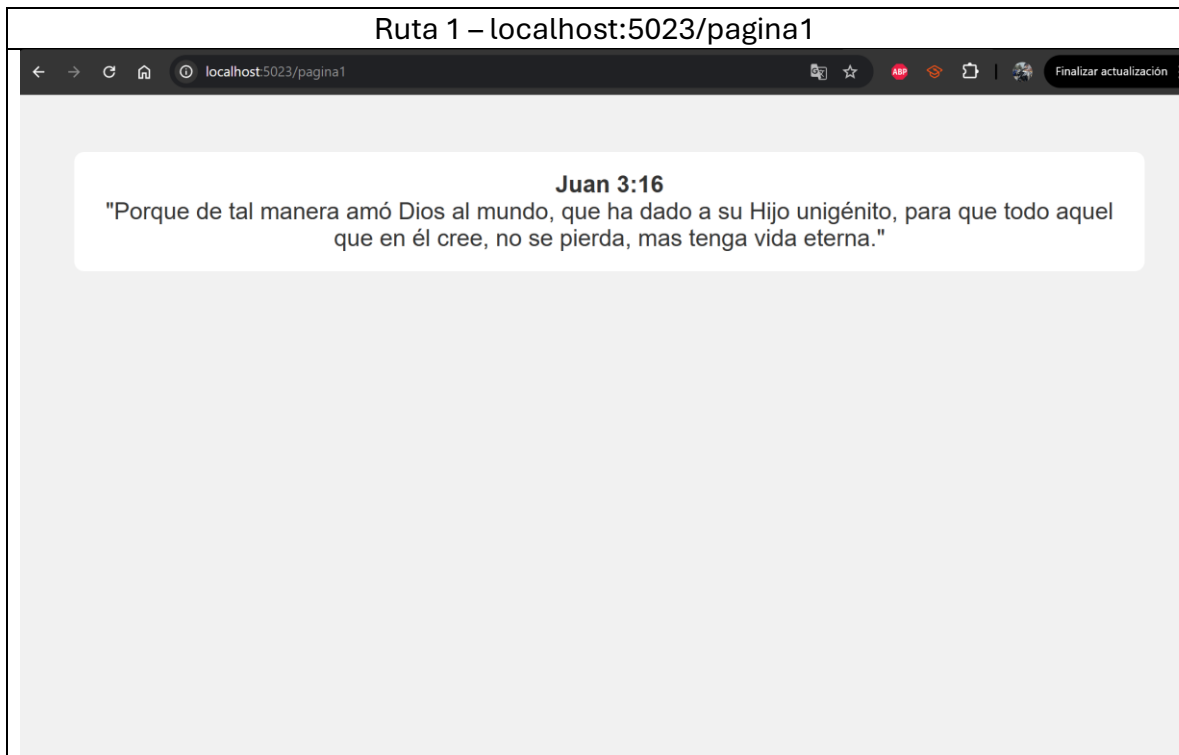 Ruta 1 – localhost:5023/pagina1
localhost:5023/pagina1
ABP
Finalizar actualización
Juan 3:16
"Porque de tal manera amó Dios al mundo, que ha dado a su Hijo unigénito, para que todo aquel
que en él cree, no se pierda, mas tenga vida eterna."